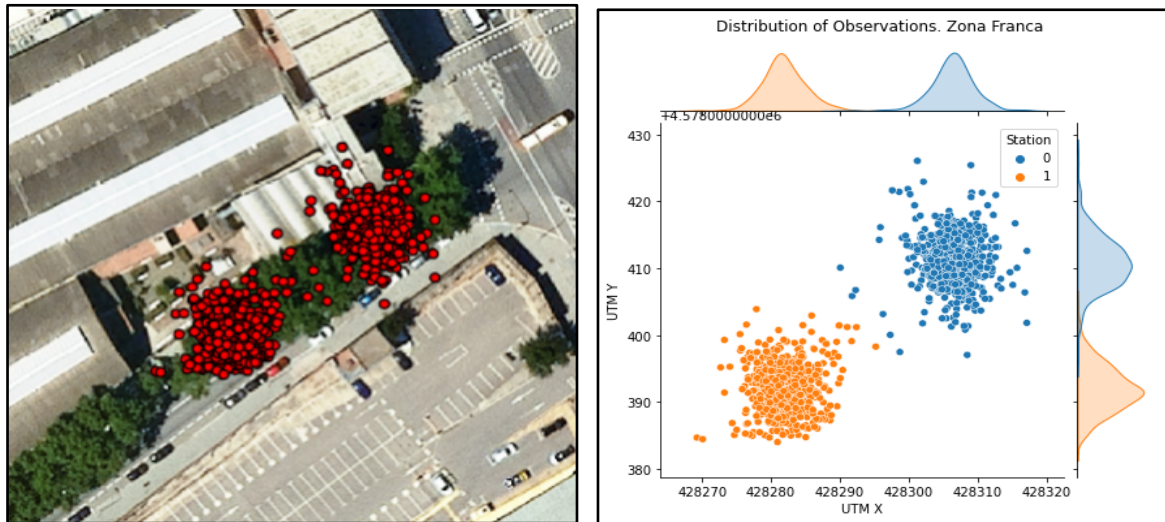 Distribution of Observations. Zona Franca
+4.5780000000e6
Station
0
1
430
420
410
400
390
380
UTM Y
428270 428280 428290 428300 428310 428320
UTM X